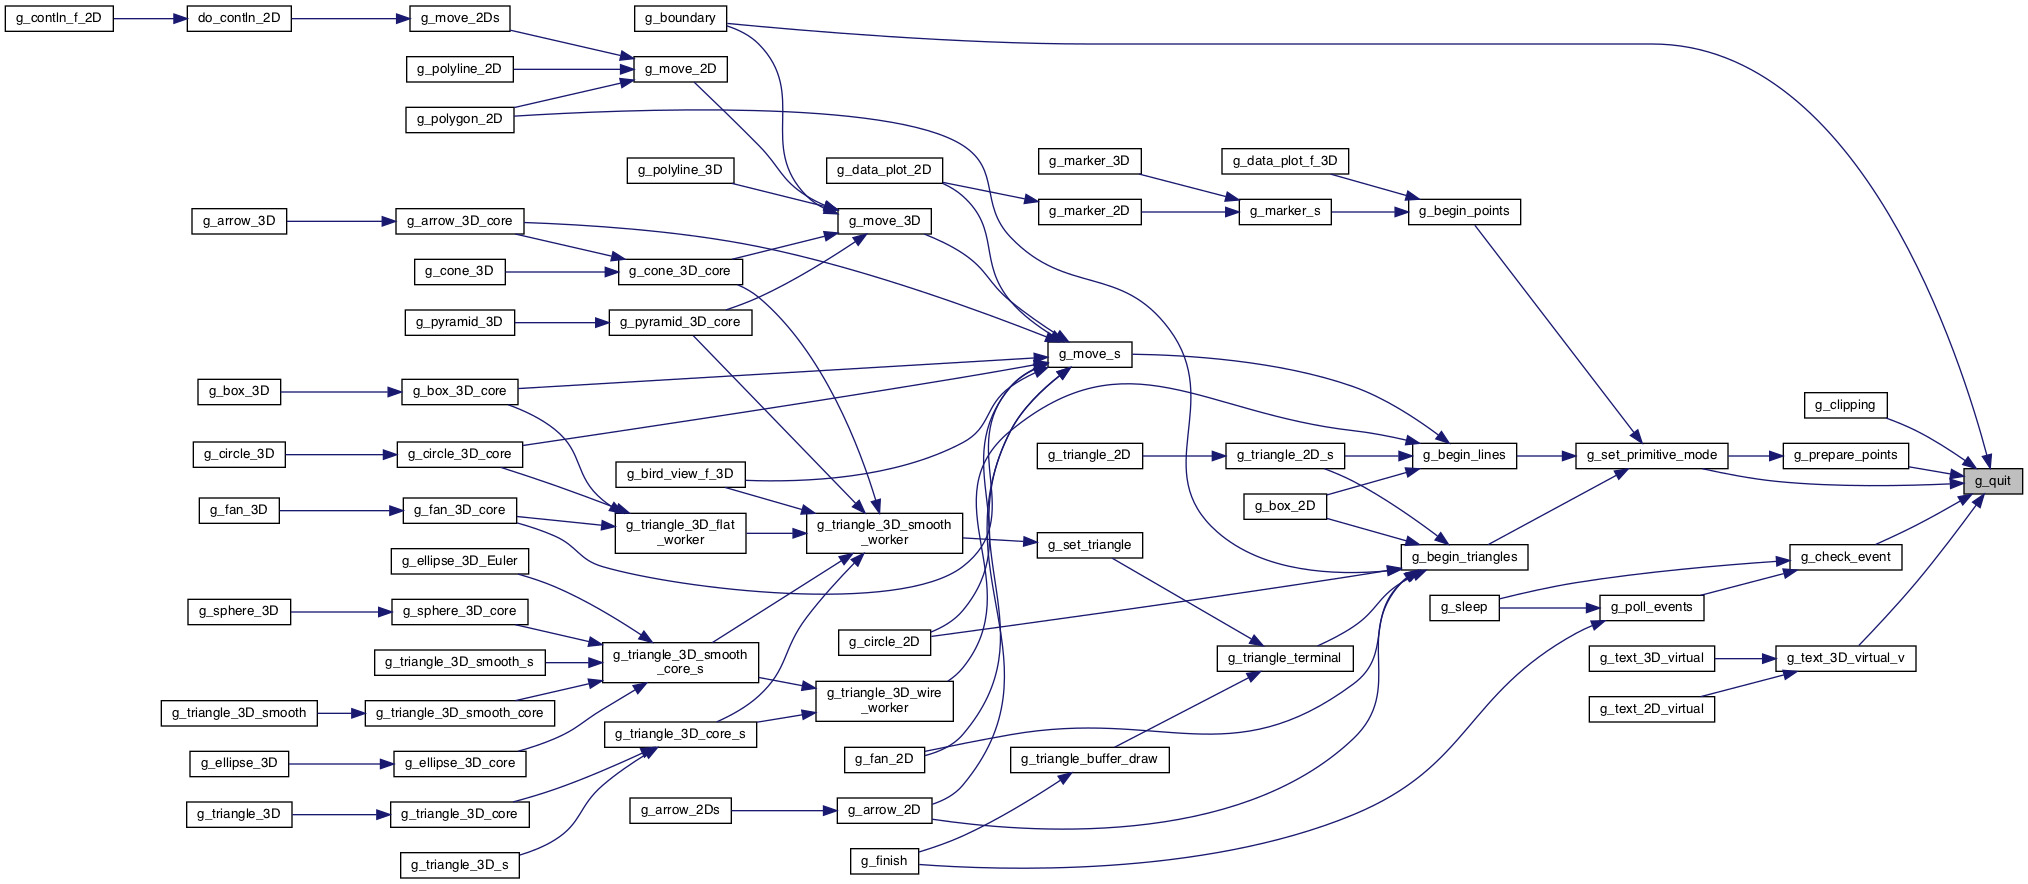 g_contln_f_2D
do_contln_2D
g_move_2Ds
g_boundary
g_polyline_2D
g_move_2D
g_polygon_2D
g_polyline_3D
g_data_plot_2D
g_marker_3D
g_data_plot_f_3D
g_arrow_3D
g_arrow_3D_core
g_move_3D
g_marker_2D
g_marker_s
g_begin_points
g_cone_3D
g_cone_3D_core
g_pyramid_3D
g_pyramid_3D_core
g_move_s
g_box_3D
g_box_3D_core
g_clipping
g_circle_3D
g_circle_3D_core
g_triangle_2D
g_triangle_2D_s
g_begin_lines
g_set_primitive_mode
g_prepare_points
g_bird_view_f_3D
g_quit
g_fan_3D
g_fan_3D_core
g_box_2D
g_triangle_3D_flat
_worker
g_triangle_3D_smooth
_worker
g_set_triangle
g_begin_triangles
g_check_event
g_ellipse_3D_Euler
g_sphere_3D
g_sphere_3D_core
g_sleep
g_poll_events
g_circle_2D
g_triangle_3D_smooth_s
g_triangle_3D_smooth
_core_s
g_triangle_terminal
g_text_3D_virtual
g_text_3D_virtual_v
g_triangle_3D_wire
_worker
g_triangle_3D_smooth
g_triangle_3D_smooth_core
g_text_2D_virtual
g_triangle_3D_core_s
g_ellipse_3D
g_ellipse_3D_core
g_fan_2D
g_triangle_buffer_draw
g_triangle_3D
g_triangle_3D_core
g_arrow_2Ds
g_arrow_2D
g_triangle_3D_s
g_finish